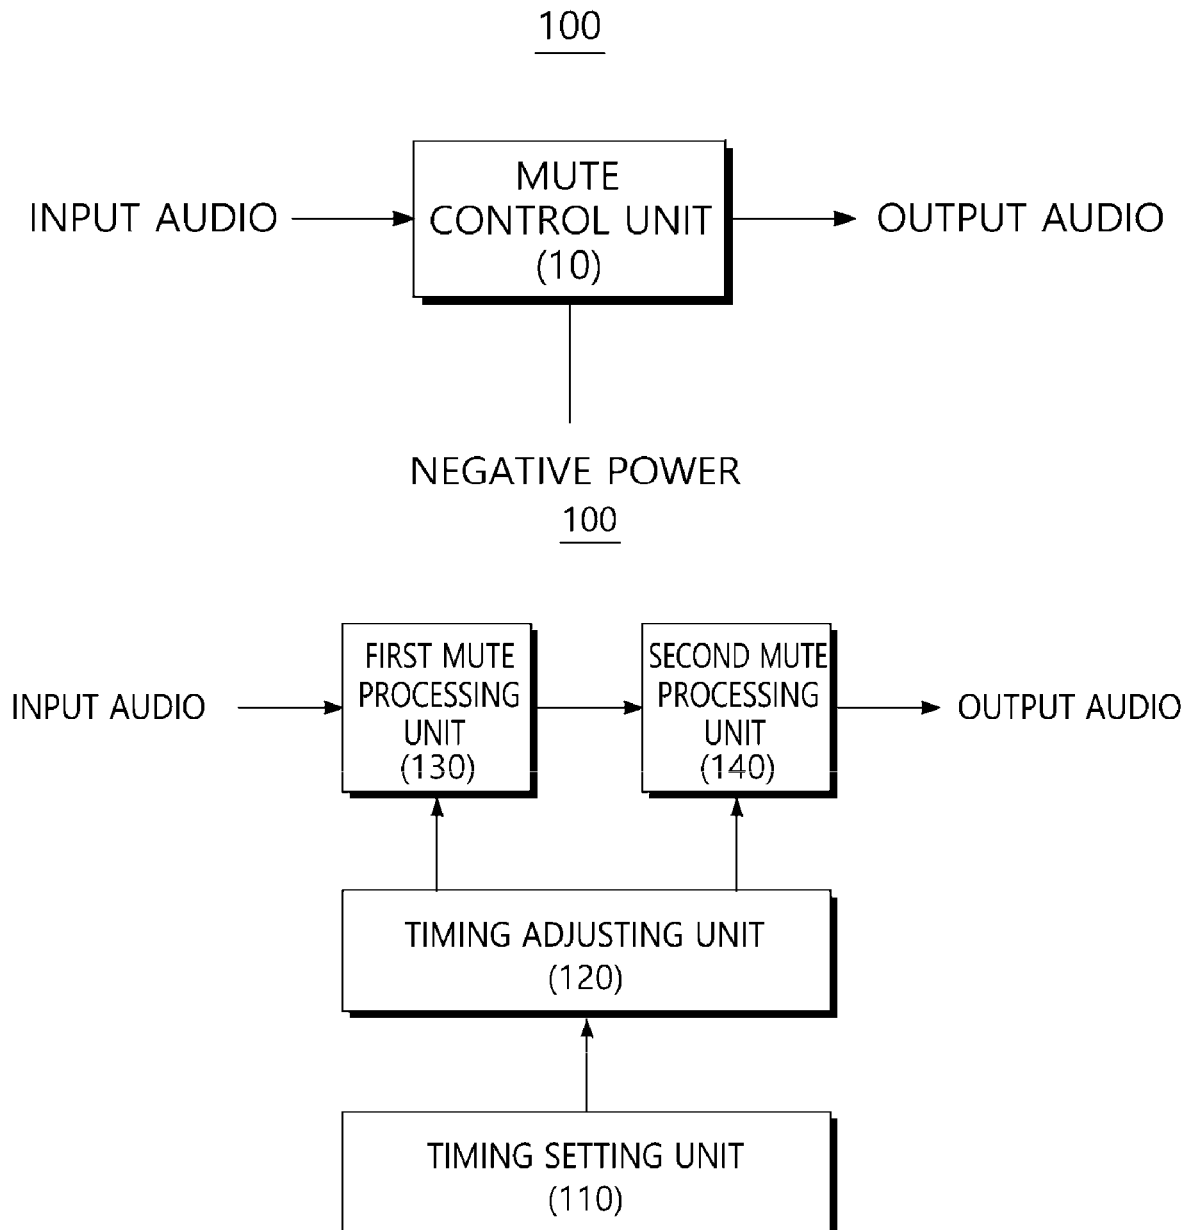 100
MUTE
CONTROL UNIT
(10)
INPUT AUDIO
OUTPUT AUDIO
NEGATIVE POWER
100
FIRST MUTE
PROCESSING
UNIT
(130)
SECOND MUTE
PROCESSING
UNIT
(140)
INPUT AUDIO
OUTPUT AUDIO
TIMING ADJUSTING UNIT
(120)
TIMING SETTING UNIT
(110)